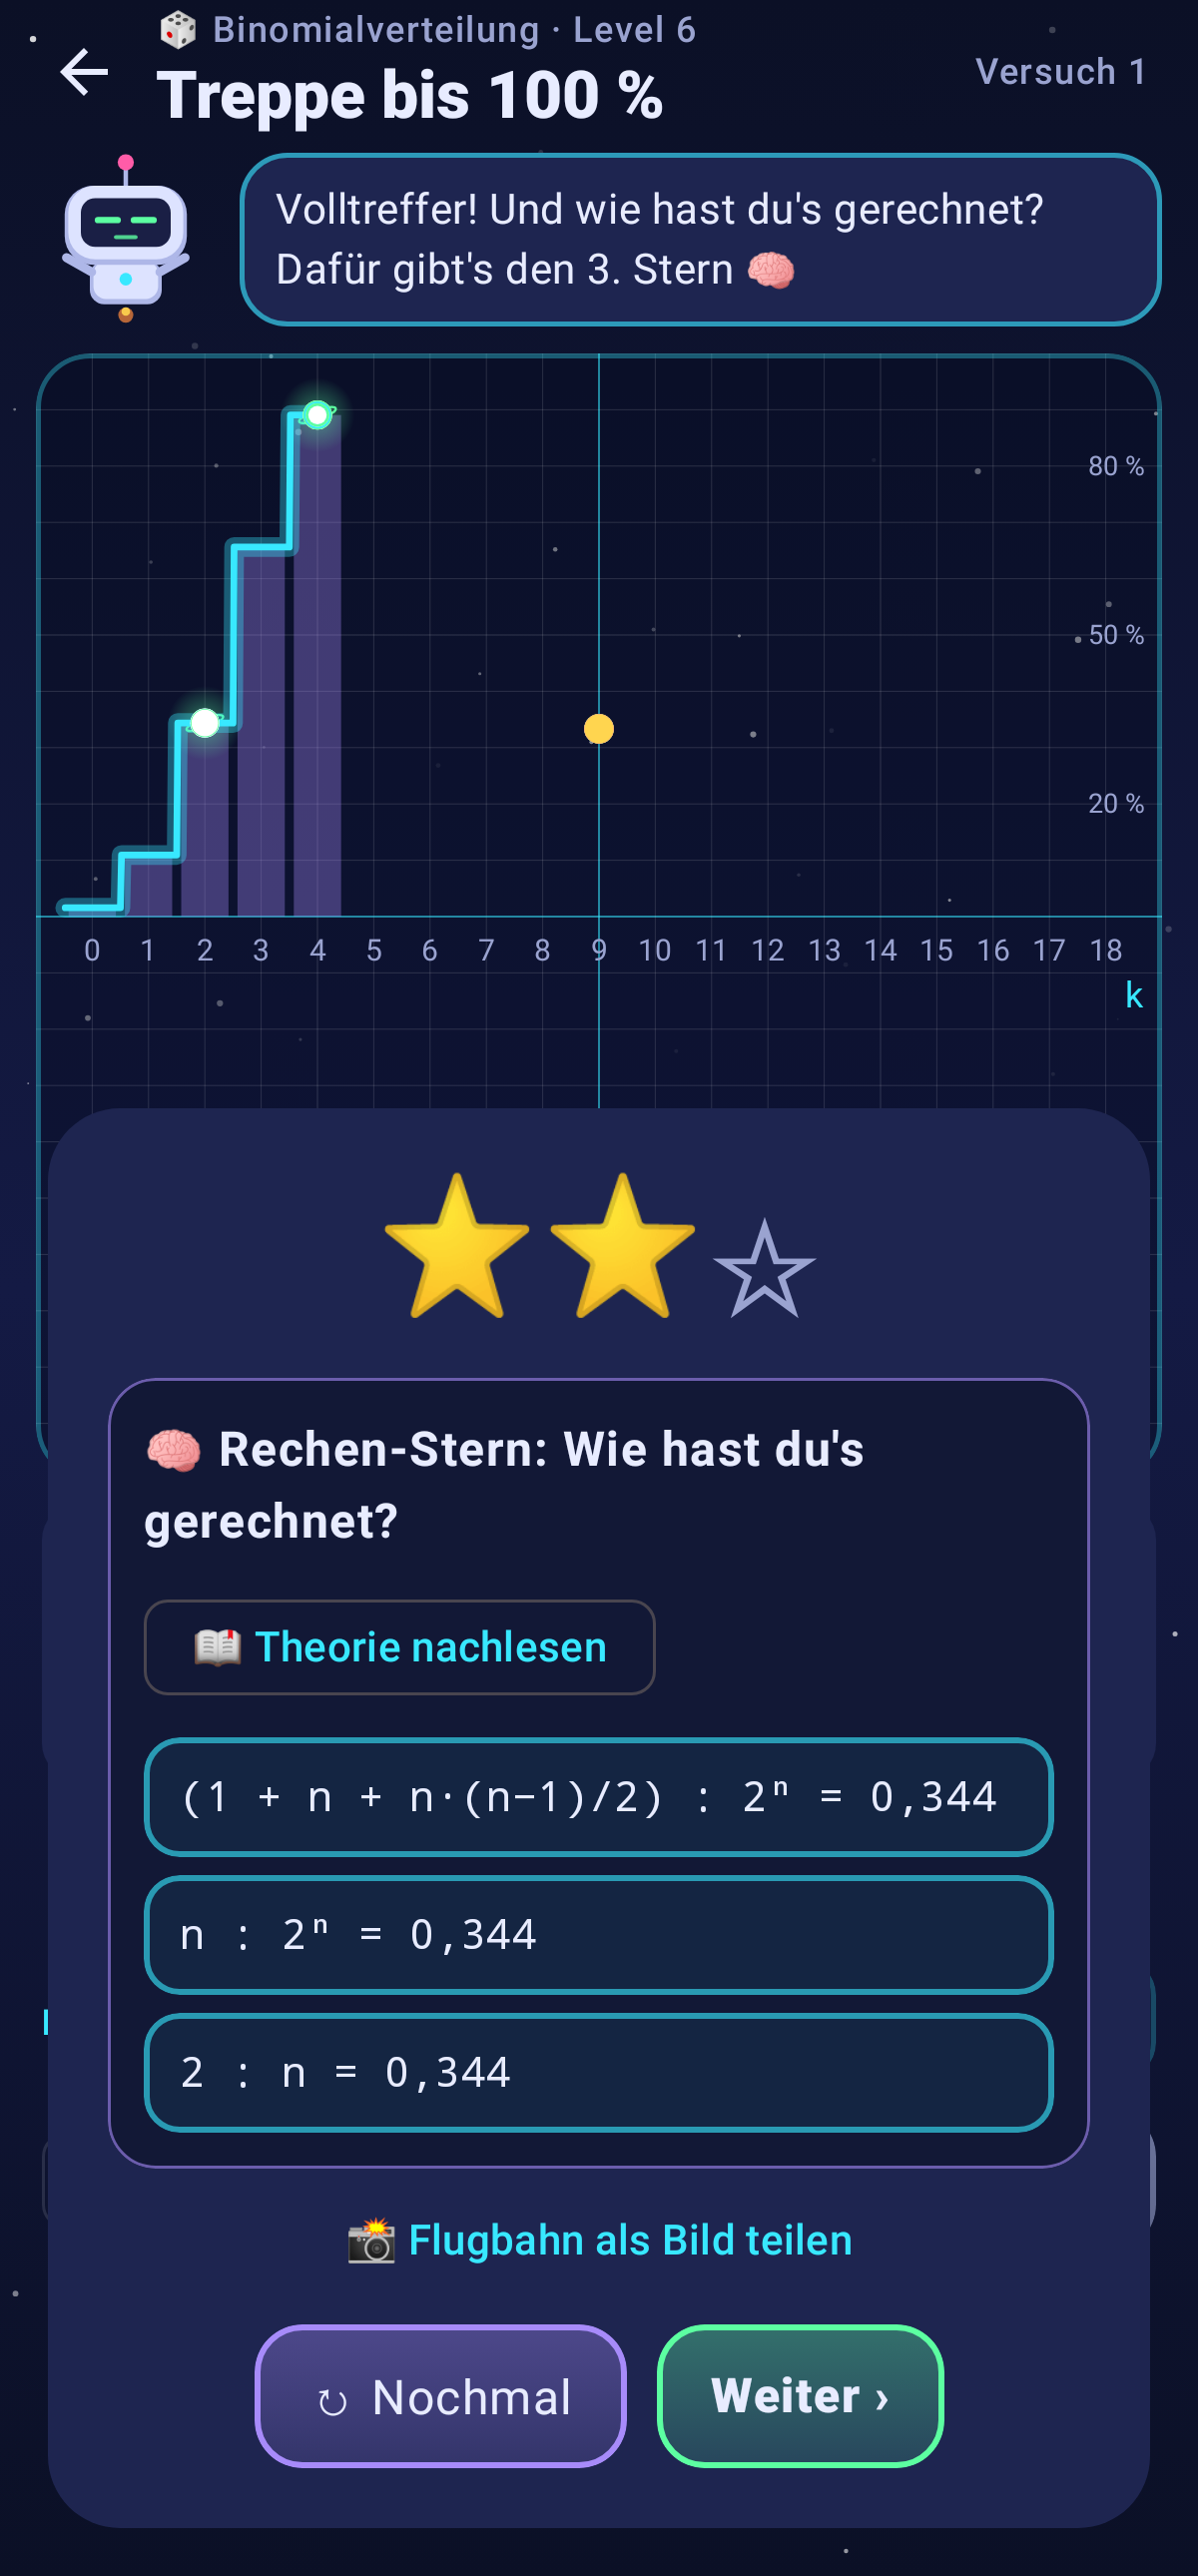 🎲 Binomialverteilung · Level 6
Treppe bis 100 %
Versuch 1
Volltreffer! Und wie hast du's gerechnet?
Dafür gibt's den 3. Stern 🧠
80 %
50 %
20 %
0 1 2 3 4 5 6 7 8 9 10 11 12 13 14 15 16 17 18
k
🧠 Rechen-Stern: Wie hast du's
gerechnet?
📖 Theorie nachlesen
(1 + n + n·(n−1)/2) : 2ⁿ = 0,344
n : 2ⁿ = 0,344
2 : n = 0,344
📸 Flugbahn als Bild teilen
↻ Nochmal
Weiter ›